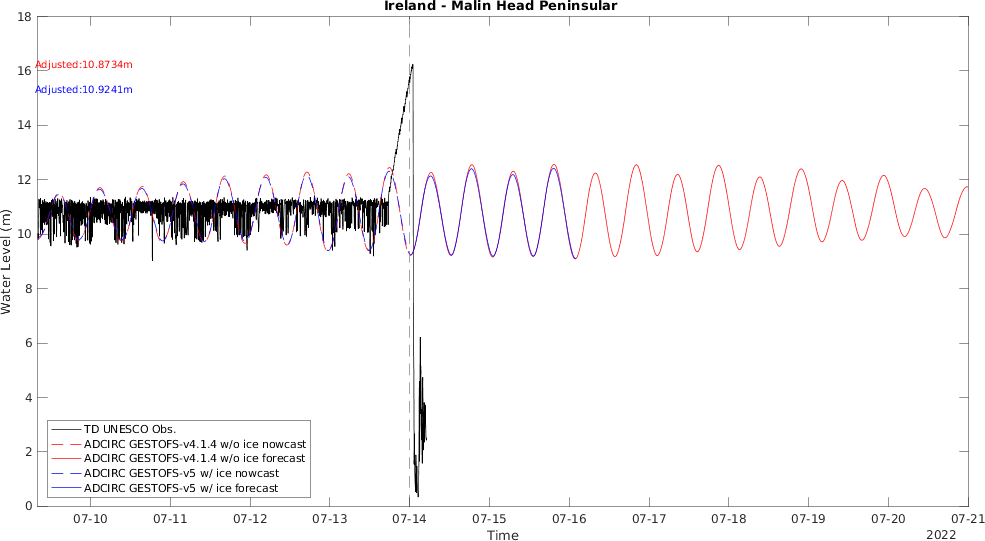 Ireland - Malin Head Peninsular
18
16
14
12
10
8
6
4
2
0
Water Level (m)
Adjusted:10.8734m
Adjusted:10.9241m
TD UNESCO Obs.
ADCIRC GESTOFS-v4.1.4 w/o ice nowcast
ADCIRC GESTOFS-v4.1.4 w/o ice forecast
ADCIRC GESTOFS-v5 w/ ice nowcast
ADCIRC GESTOFS-v5 w/ ice forecast
07-10 07-11 07-12 07-13 07-14 07-15 07-16 07-17 07-18 07-19 07-20 07-21
Time
2022